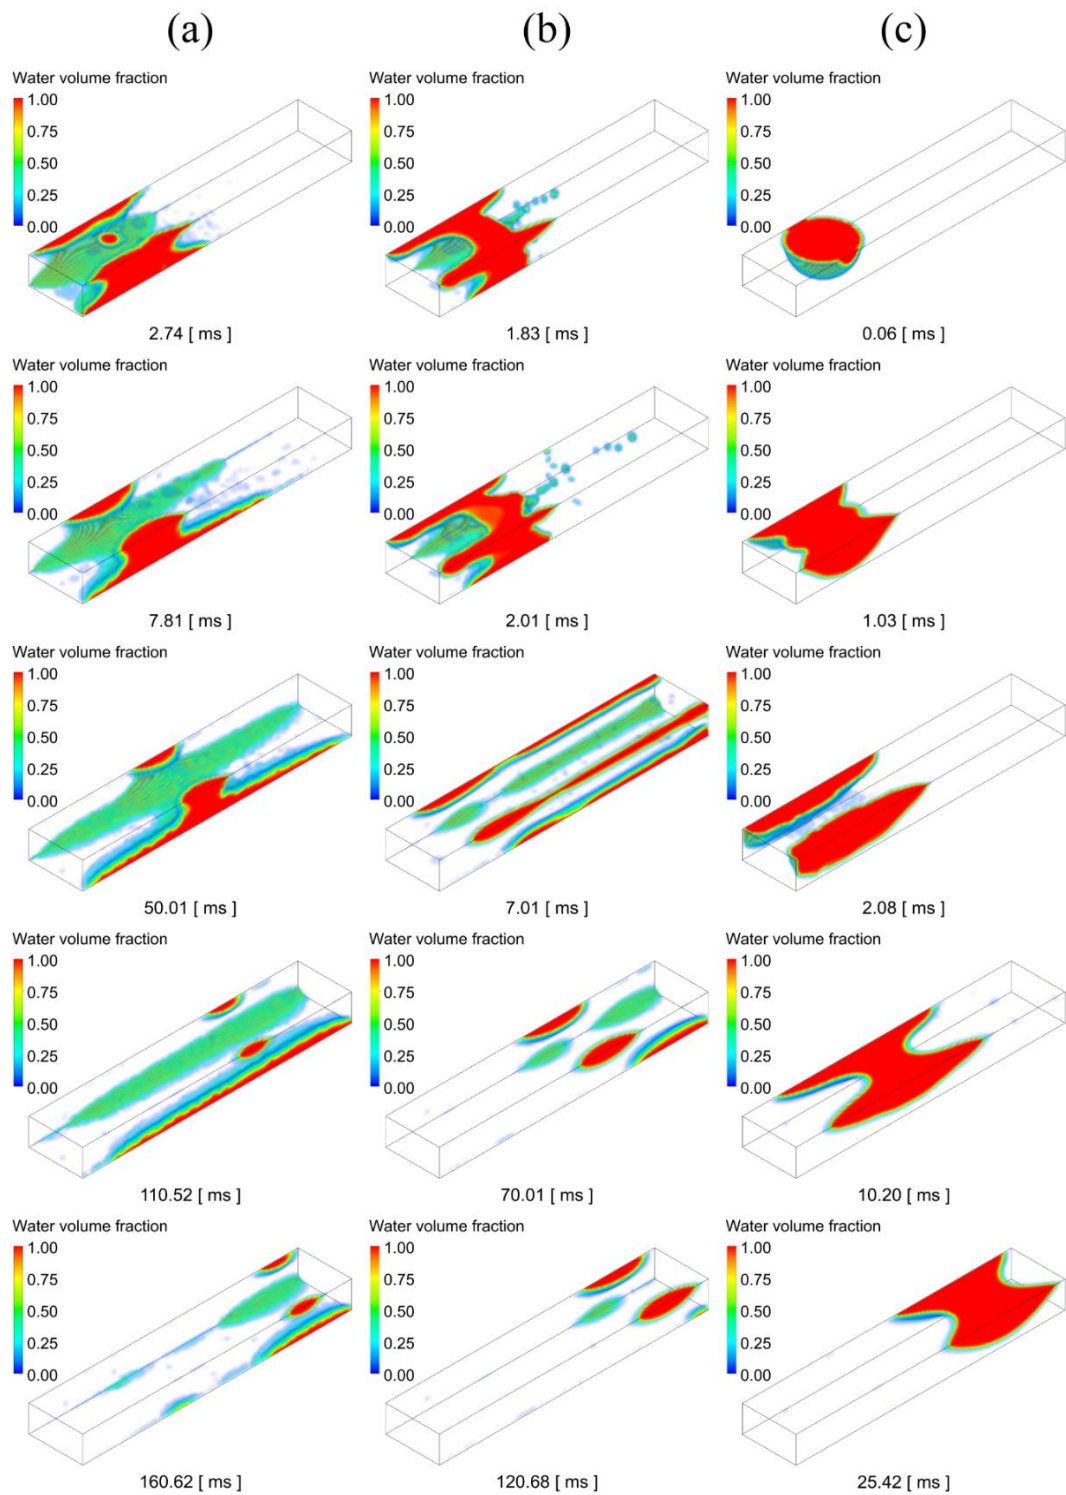 (a) (b) (c)
Water volume fraction Water volume fraction Water volume fraction
1.00 1.00 1.00
0.75 0.75 0.75
0.50 0.50 0.50
0.25 0.25 0.25
0.00 0.00 0.00
2.74 [ ms ] 1.83 [ ms ] 0.06 [ ms ]
Water volume fraction Water volume fraction Water volume fraction
1.00 1.00 1.00
0.75 0.75 0.75
0.50 0.50 0.50
0.25 0.25 0.25
0.00 0.00 0.00
7.81 [ ms ] 2.01 [ ms ] 1.03 [ ms ]
Water volume fraction Water volume fraction Water volume fraction
1.00 1.00 1.00
0.75 0.75 0.75
0.50 0.50 0.50
0.25 0.25 0.25
0.00 0.00 0.00
50.01 [ ms ] 7.01 [ ms ] 2.08 [ ms ]
Water volume fraction Water volume fraction Water volume fraction
1.00 1.00 1.00
0.75 0.75 0.75
0.50 0.50 0.50
0.25 0.25 0.25
0.00 0.00 0.00
110.52 [ ms ] 70.01 [ ms ] 10.20 [ ms ]
Water volume fraction Water volume fraction Water volume fraction
1.00 1.00 1.00
0.75 0.75 0.75
0.50 0.50 0.50
0.25 0.25 0.25
0.00 0.00 0.00
160.62 [ ms ] 120.68 [ ms ] 25.42 [ ms ]